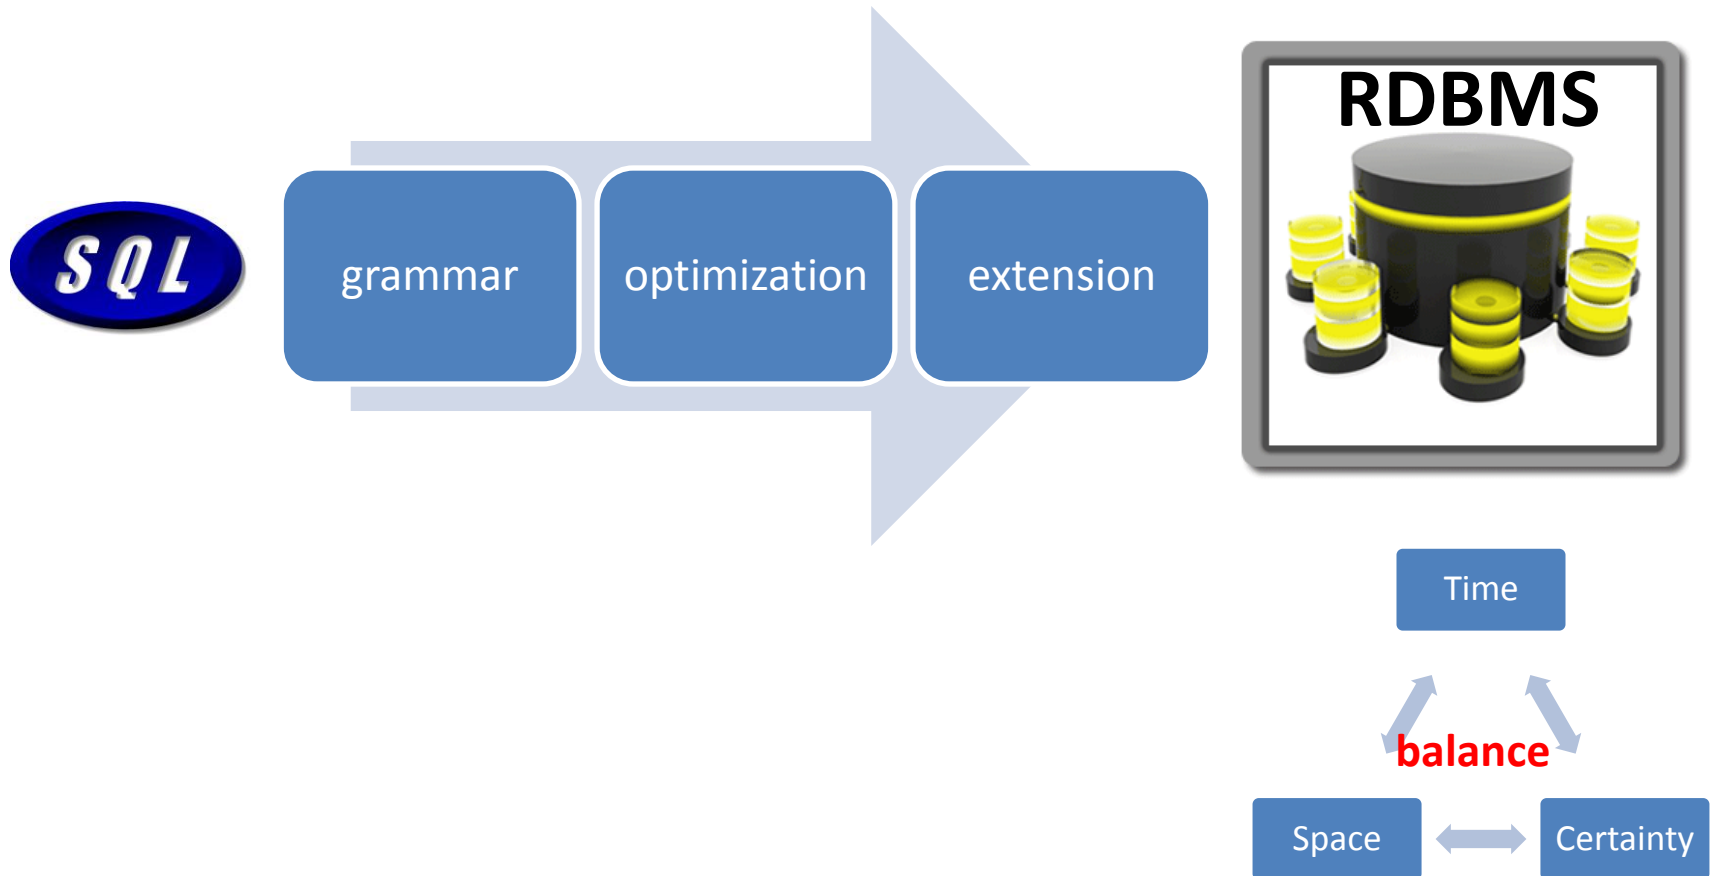 RDBMS
SQL
grammar
optimization
extension
Time
balance
Space
Certainty